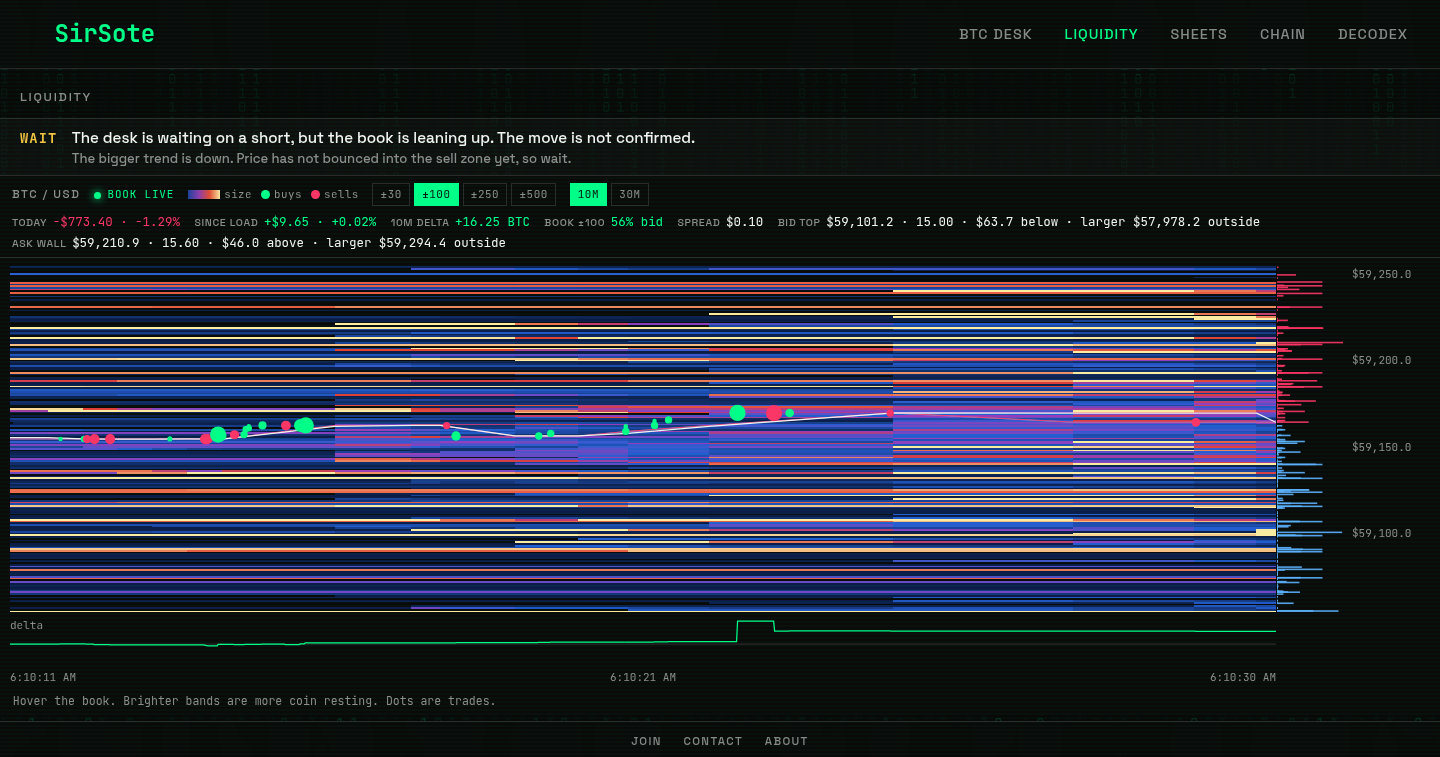 SirSote
BTC DESK LIQUIDITY SHEETS CHAIN DECODEX
LIQUIDITY
WAIT The desk is waiting on a short, but the book is leaning up. The move is not confirmed.
The bigger trend is down. Price has not bounced into the sell zone yet, so wait.
BTC / USD BOOK LIVE size buys sells ±30 ±100 ±250 ±500 10M 30M
TODAY -$773.40 · -1.29% SINCE LOAD +$9.65 · +0.02% 10M DELTA +16.25 BTC BOOK ±100 56% bid SPREAD $0.10 BID TOP $59,101.2 · 15.00 · $63.7 below · larger $57,978.2 outside
ASK WALL $59,210.9 · 15.60 · $46.0 above · larger $59,294.4 outside
$59,250.0
$59,200.0
$59,150.0
$59,100.0
delta
6:10:11 AM 6:10:21 AM 6:10:30 AM
Hover the book. Brighter bands are more coin resting. Dots are trades.
JOIN CONTACT ABOUT